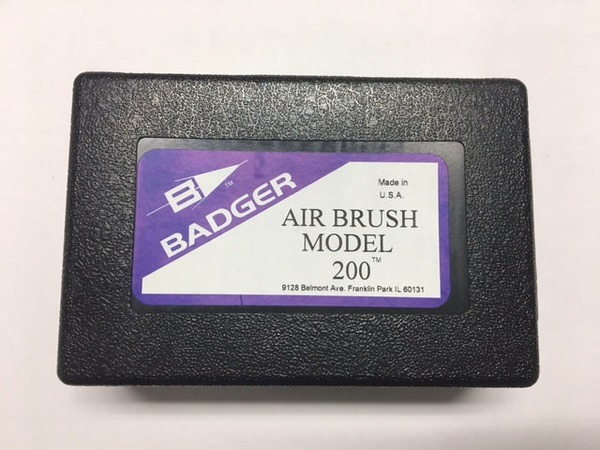 B
TM
BADGER
Made in
U.S.A.
AIR BRUSH
MODEL
200™
9128 Belmont Ave. Franklin Park IL 60131